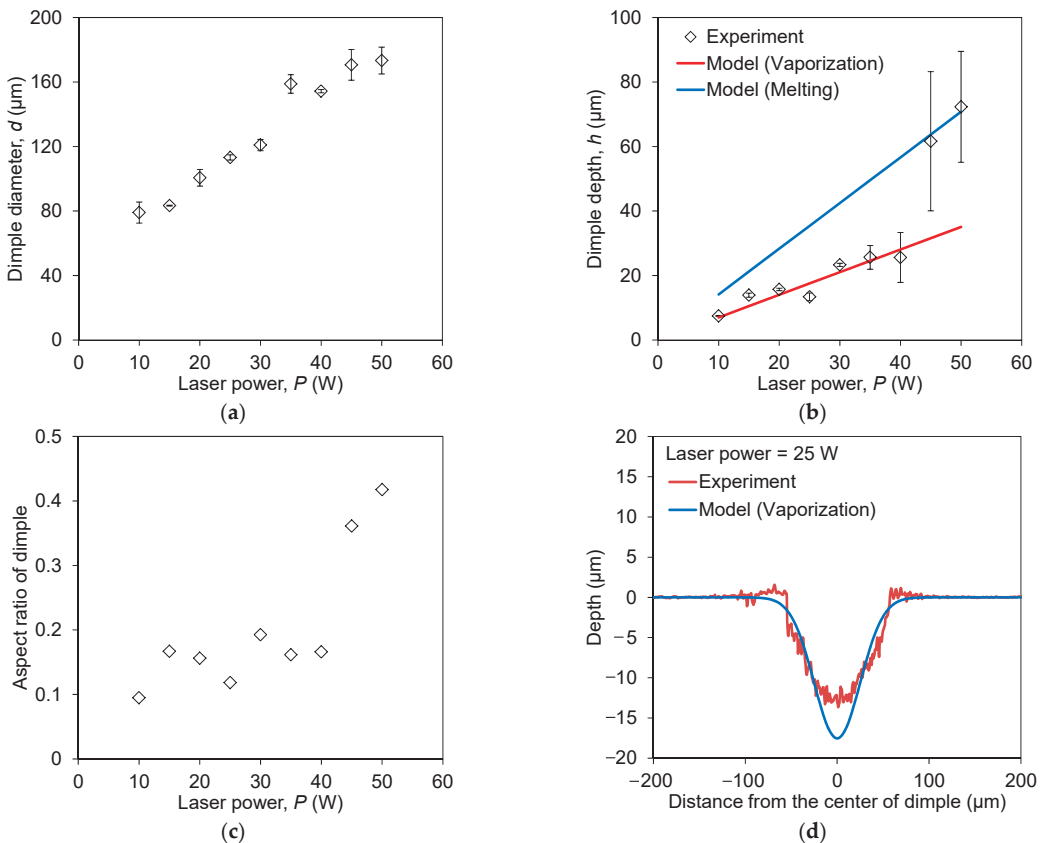 200
160
120
80
40
0
0 10 20 30 40 50 60
Dimple diameter, d (µm)
Laser power, P (W)
(a)
100
80
60
40
20
0
0 10 20 30 40 50 60
Dimple depth, h (µm)
Experiment
Model (Vaporization)
Model (Melting)
Laser power, P (W)
(b)
0.5
0.4
0.3
0.2
0.1
0
0 10 20 30 40 50 60
Aspect ratio of dimple
Laser power, P (W)
(c)
20
15
10
5
0
−5
−10
−15
−20
−200 −100 0 100 200
Depth (µm)
Laser power = 25 W
Experiment
Model (Vaporization)
Distance from the center of dimple (µm)
(d)